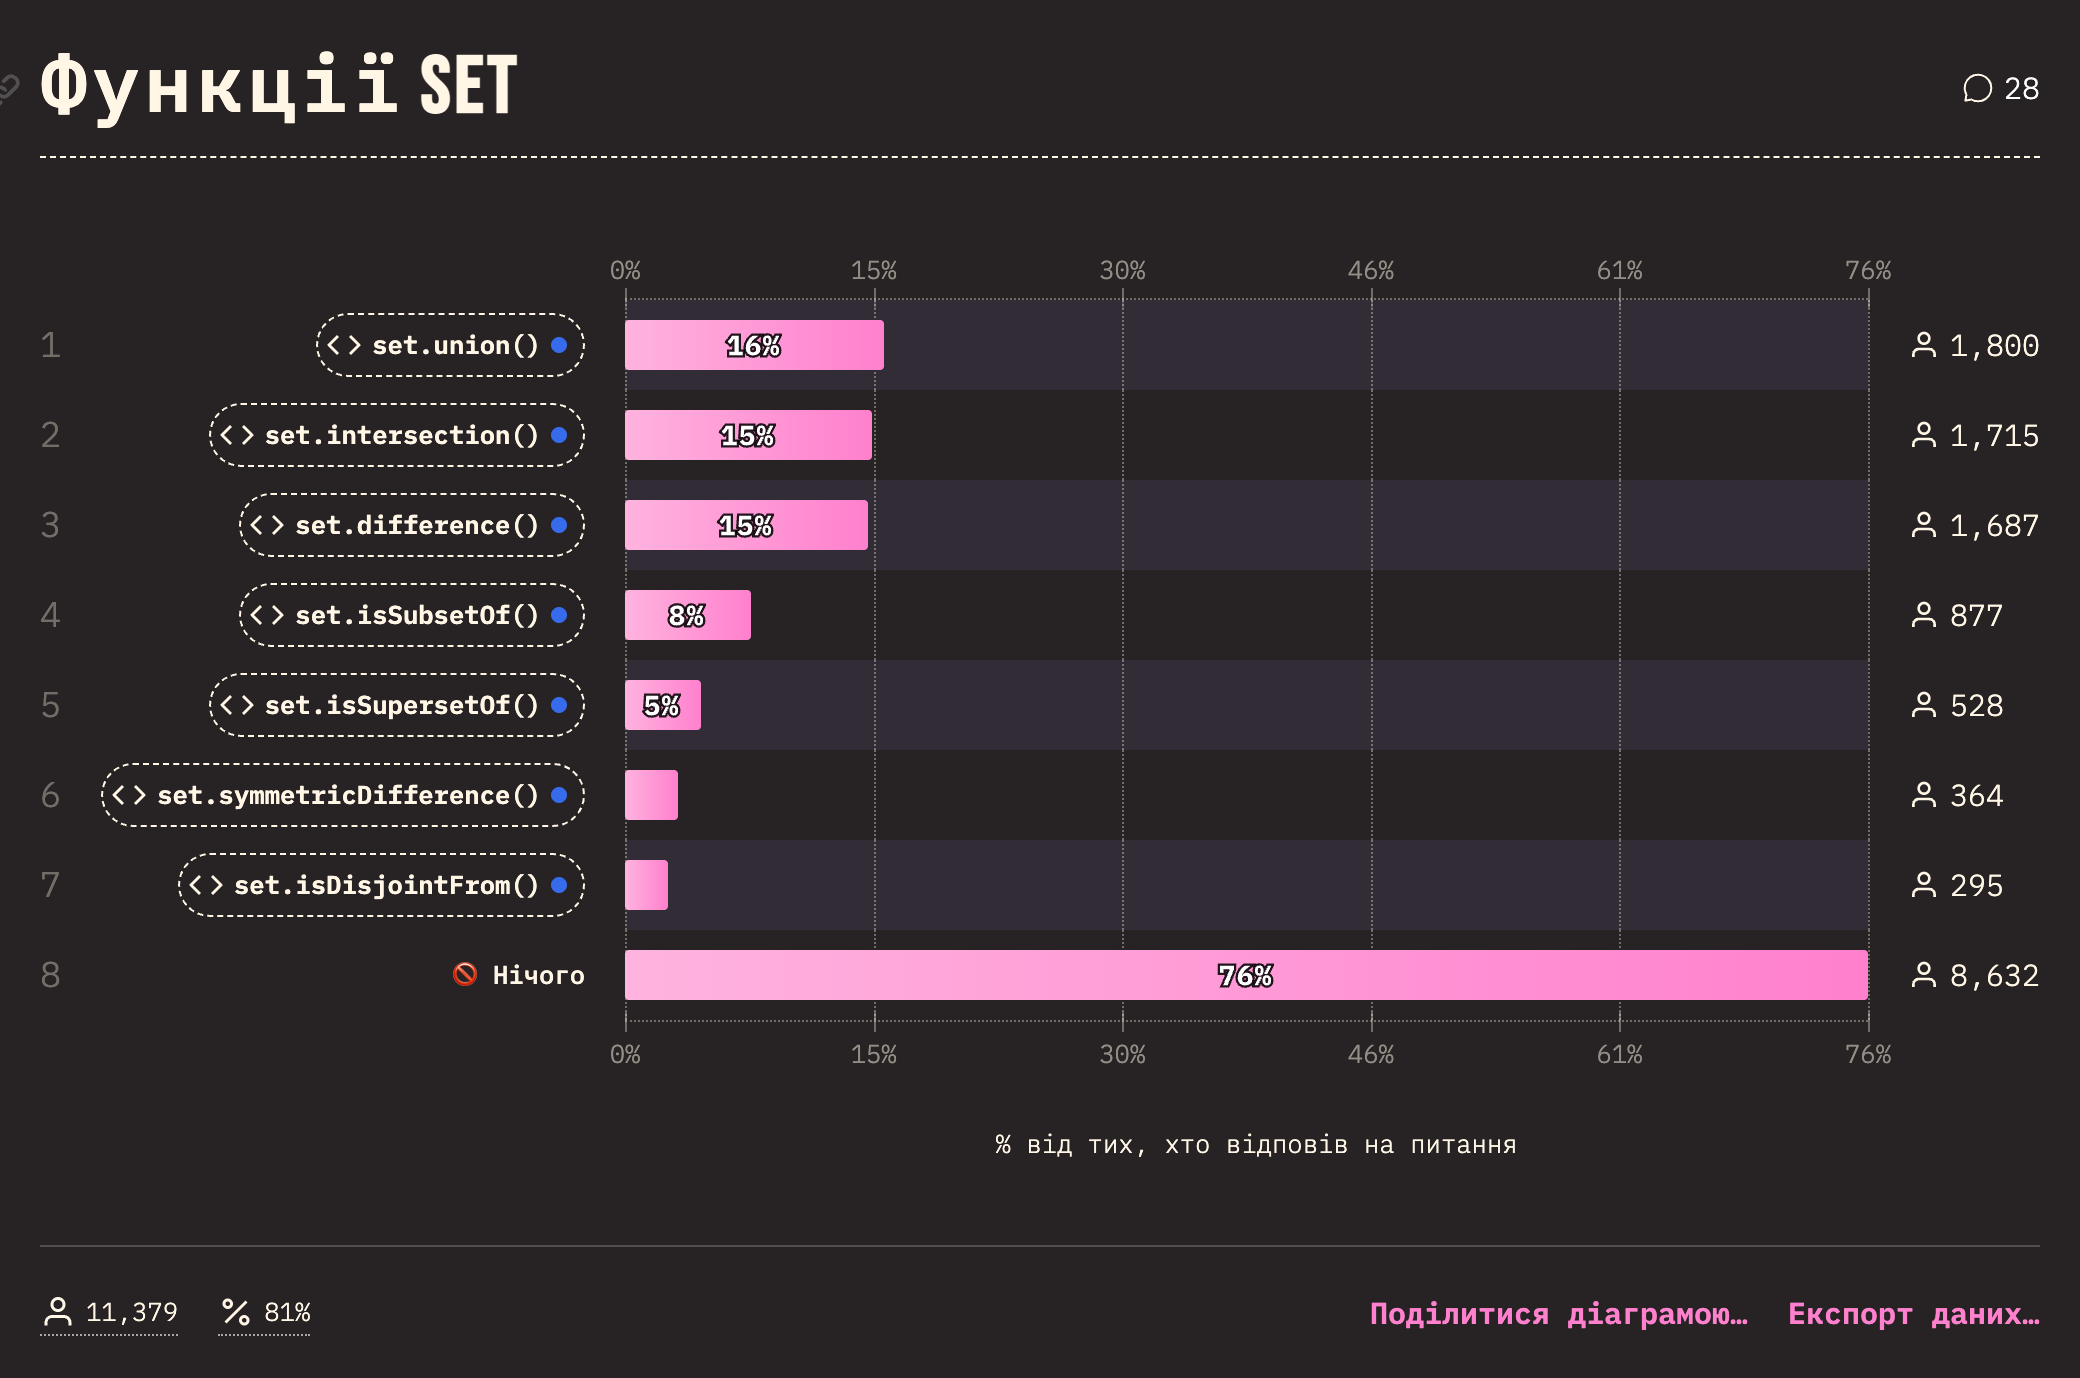 Функції SET
28
0% 15% 30% 46% 61% 76%
1 <> set.union() 16% 1,800
2 <> set.intersection() 15% 1,715
3 <> set.difference() 15% 1,687
4 <> set.isSubsetOf() 8% 877
5 <> set.isSupersetOf() 5% 528
6 <> set.symmetricDifference() 364
7 <> set.isDisjointFrom() 295
8 Нічого 76% 8,632
0% 15% 30% 46% 61% 76%
% від тих, хто відповів на питання
11,379 % 81% Поділитися діаграмою… Експорт даних…